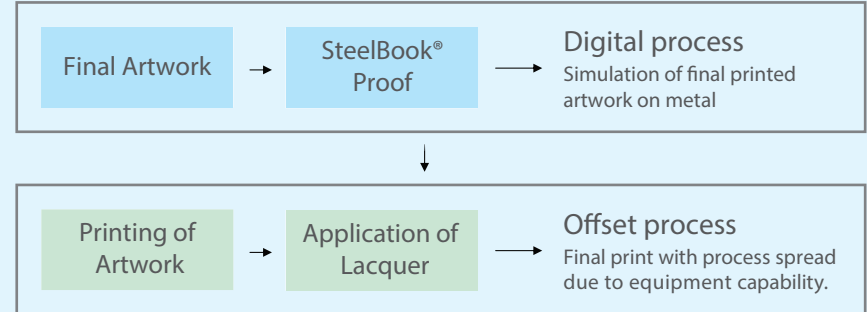 Final Artwork
SteelBook®
Proof
Digital process
Simulation of final printed
artwork on metal
Printing of
Artwork
Application of
Lacquer
Offset process
Final print with process spread
due to equipment capability.